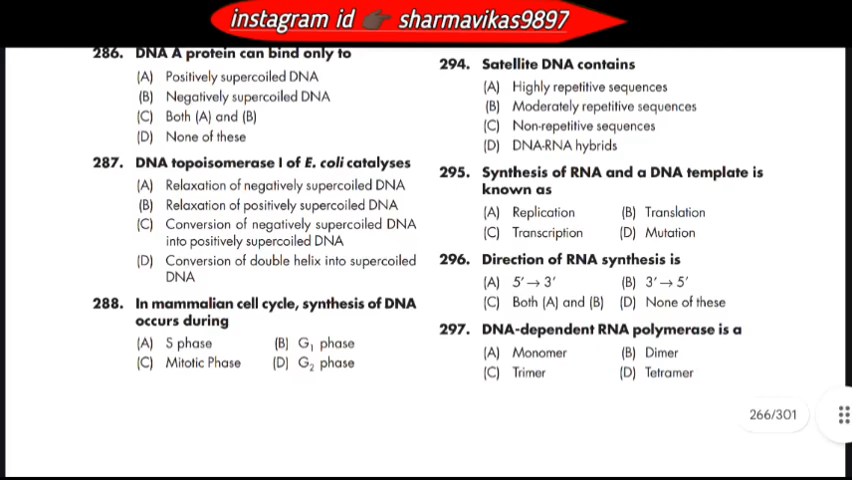 instagram id sharmavikas9897
286. DNA A protein can bind only to
(A) Positively supercoiled DNA
(B) Negatively supercoiled DNA
(C) Both (A) and (B)
(D) None of these
287. DNA topoisomerase I of E. coli catalyses
(A) Relaxation of negatively supercoiled DNA
(B) Relaxation of positively supercoiled DNA
(C) Conversion of negatively supercoiled DNA
into positively supercoiled DNA
(D) Conversion of double helix into supercoiled
DNA
288. In mammalian cell cycle, synthesis of DNA
occurs during
(A) S phase (B) G₁ phase
(C) Mitotic Phase (D) G₂ phase
294. Satellite DNA contains
(A) Highly repetitive sequences
(B) Moderately repetitive sequences
(C) Non-repetitive sequences
(D) DNA-RNA hybrids
295. Synthesis of RNA and a DNA template is
known as
(A) Replication (B) Translation
(C) Transcription (D) Mutation
296. Direction of RNA synthesis is
(A) 5′ → 3′ (B) 3′ → 5′
(C) Both (A) and (B) (D) None of these
297. DNA-dependent RNA polymerase is a
(A) Monomer (B) Dimer
(C) Trimer (D) Tetramer
266/301